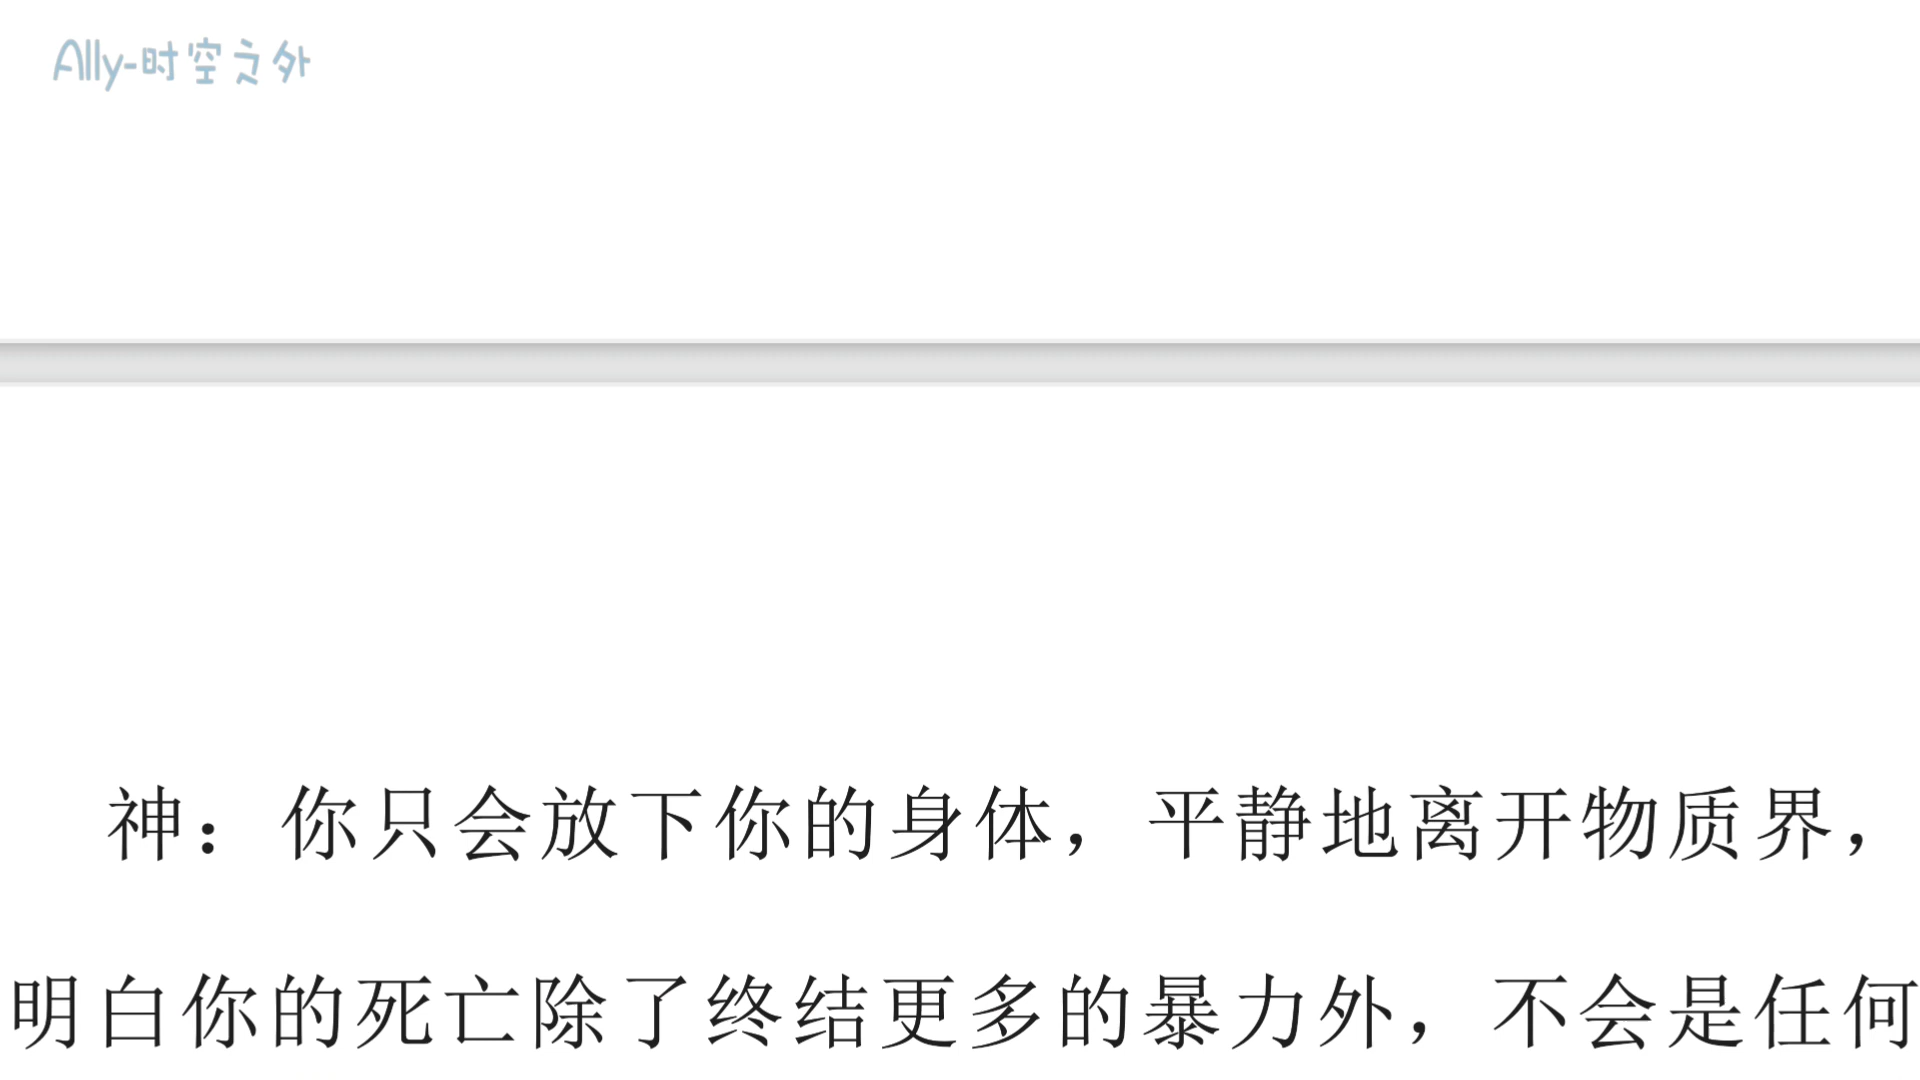 Ally-时空之外
神：你只会放下你的身体，平静地离开物质界，
明白你的死亡除了终结更多的暴力外，不会是任何